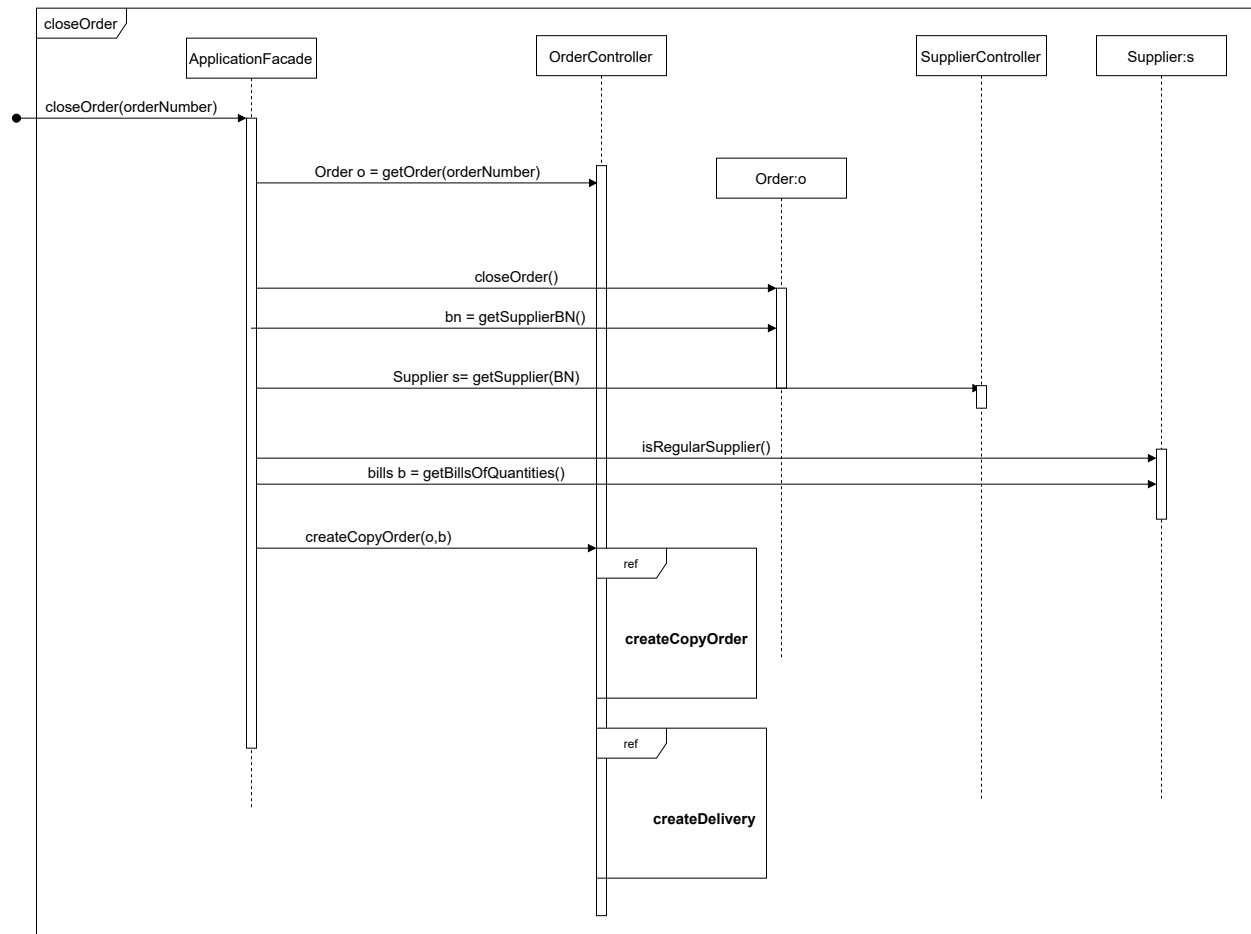 closeOrder
ApplicationFacade
OrderController
SupplierController
Supplier:s
closeOrder(orderNumber)
Order o = getOrder(orderNumber)
Order:o
closeOrder()
bn = getSupplierBN()
Supplier s= getSupplier(BN)
isRegularSupplier()
bills b = getBillsOfQuantities()
createCopyOrder(o,b)
ref
createCopyOrder
ref
createDelivery